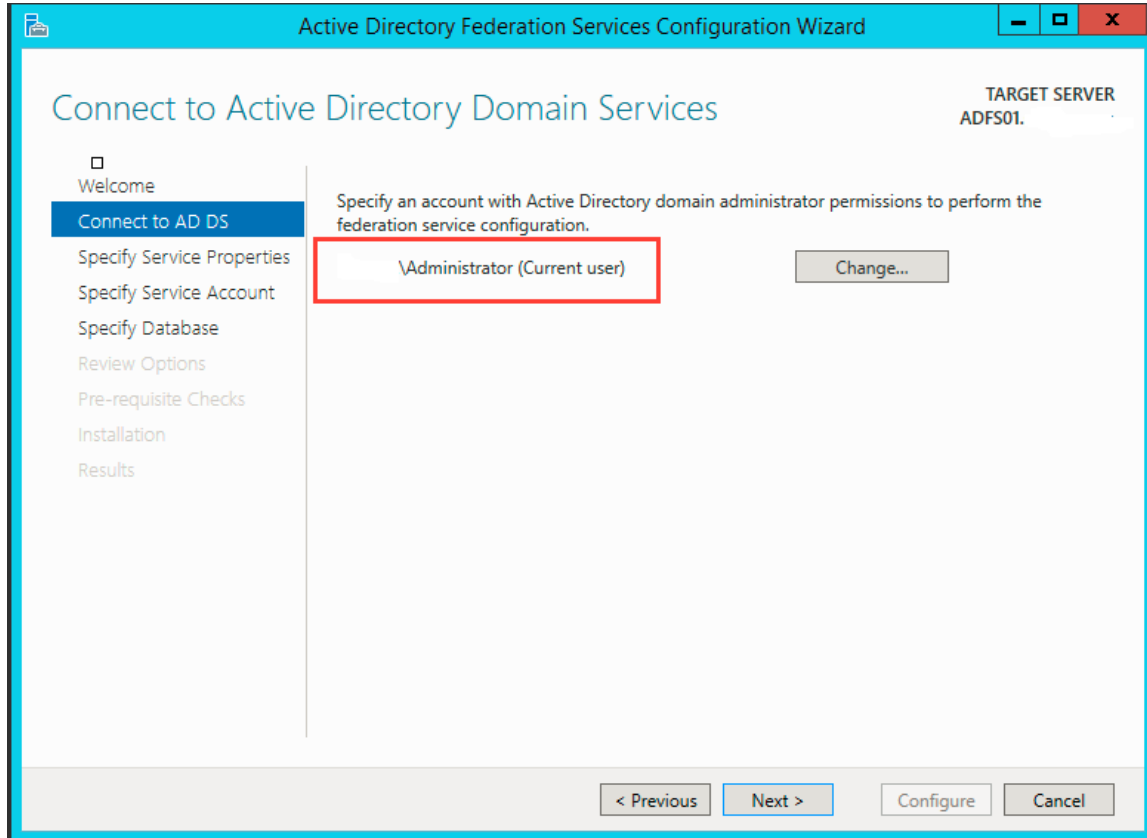 Active Directory Federation Services Configuration Wizard
Connect to Active Directory Domain Services
TARGET SERVER
ADFS01.
Welcome
Connect to AD DS
Specify Service Properties
Specify Service Account
Specify Database
Review Options
Pre-requisite Checks
Installation
Results
Specify an account with Active Directory domain administrator permissions to perform the
federation service configuration.
\Administrator (Current user)
Change...
< Previous
Next >
Configure
Cancel